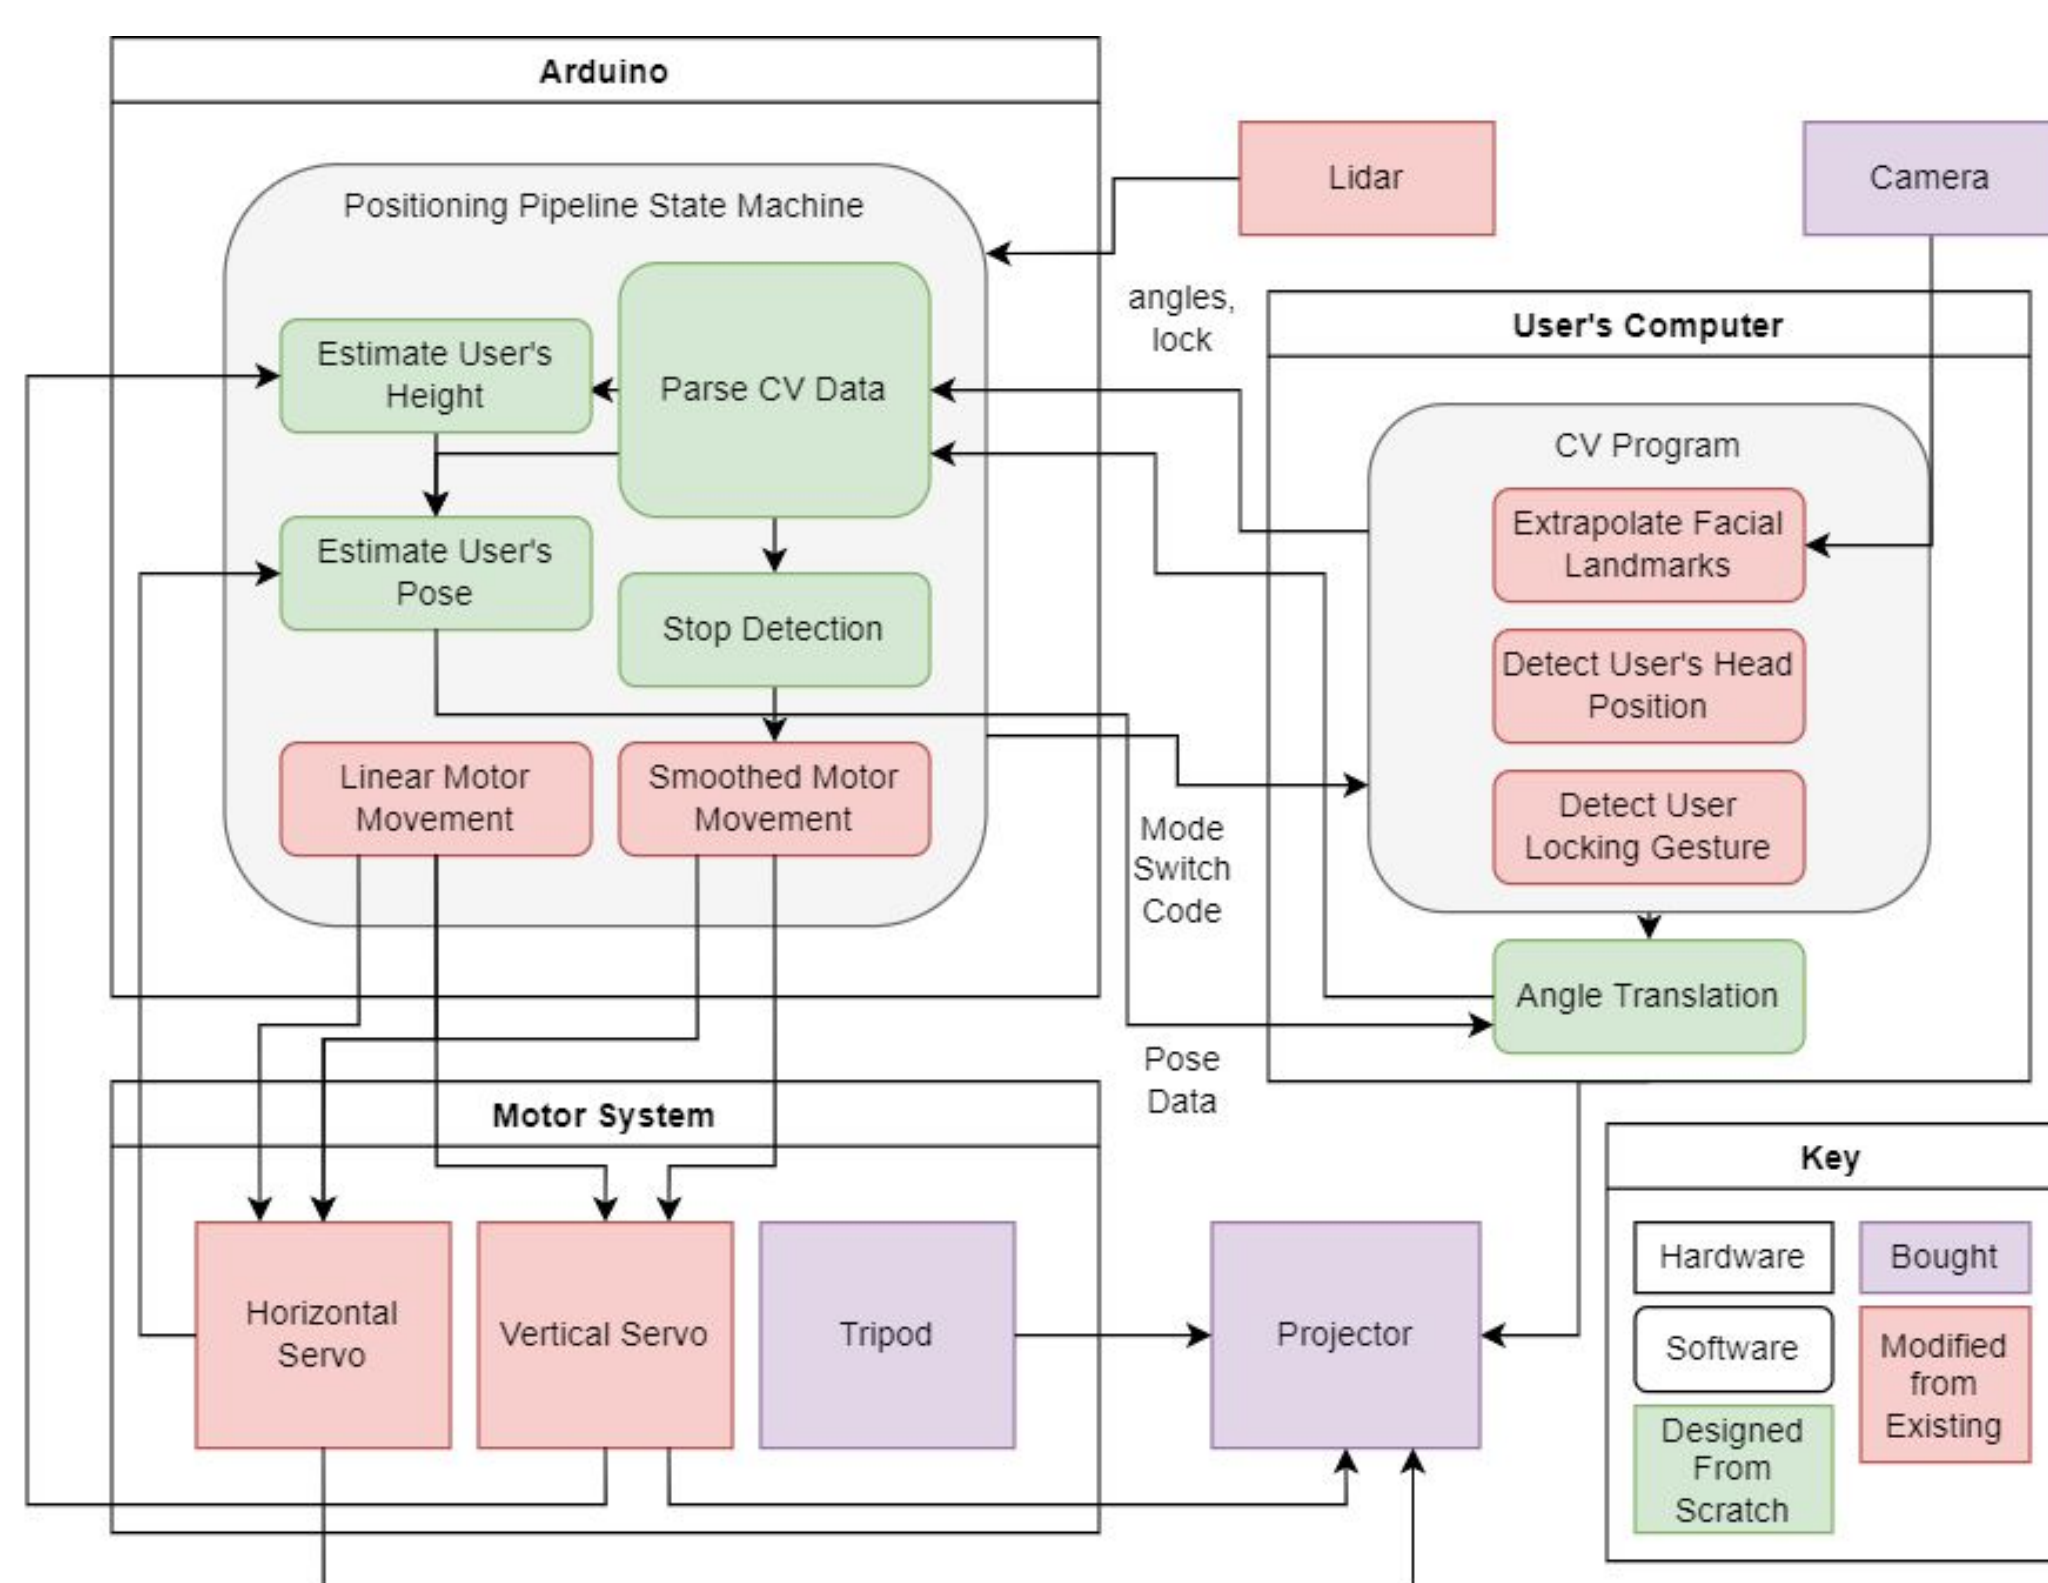 Arduino
Positioning Pipeline State Machine
Estimate User's
Height
Parse CV Data
Estimate User's
Pose
Stop Detection
Linear Motor
Movement
Smoothed Motor
Movement
Lidar
Camera
angles,
lock
User's Computer
CV Program
Extrapolate Facial
Landmarks
Detect User's Head
Position
Detect User
Locking Gesture
Angle Translation
Mode
Switch
Code
Pose
Data
Motor System
Horizontal
Servo
Vertical Servo
Tripod
Projector
Key
Hardware
Bought
Software
Modified
from
Existing
Designed
From
Scratch